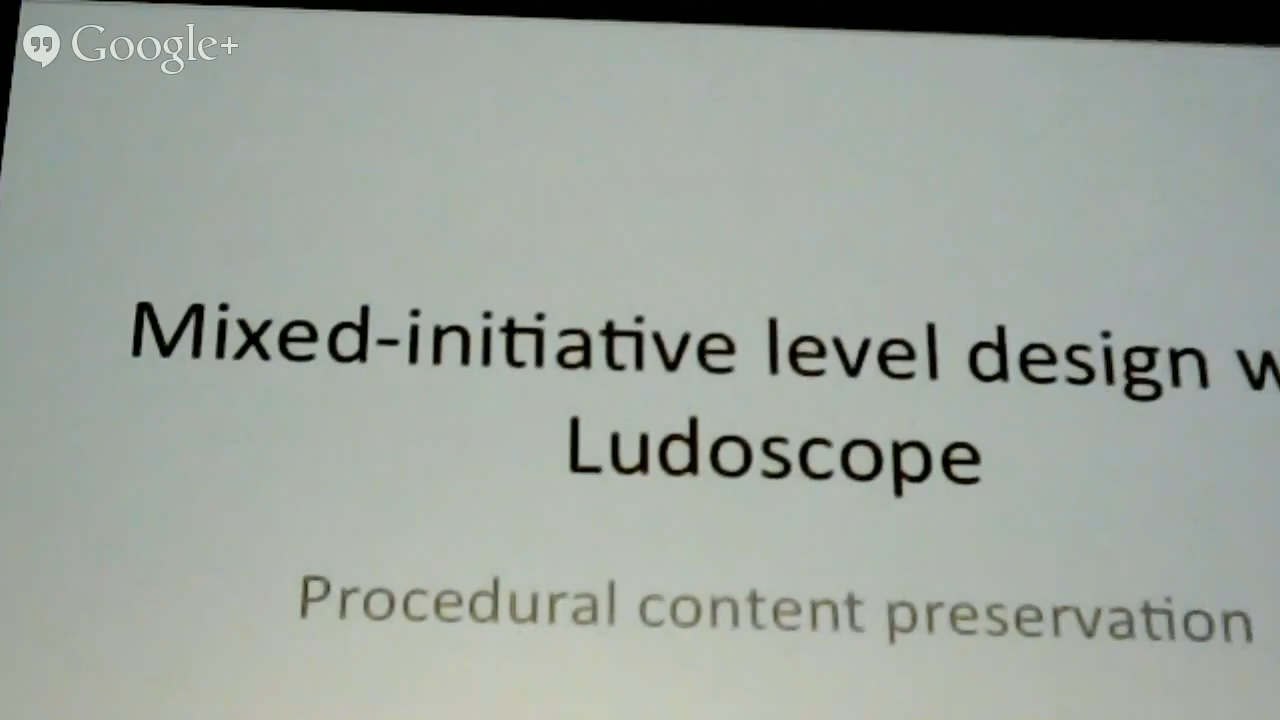 Google+
Mixed-initiative level design w
Ludoscope
Procedural content preservation